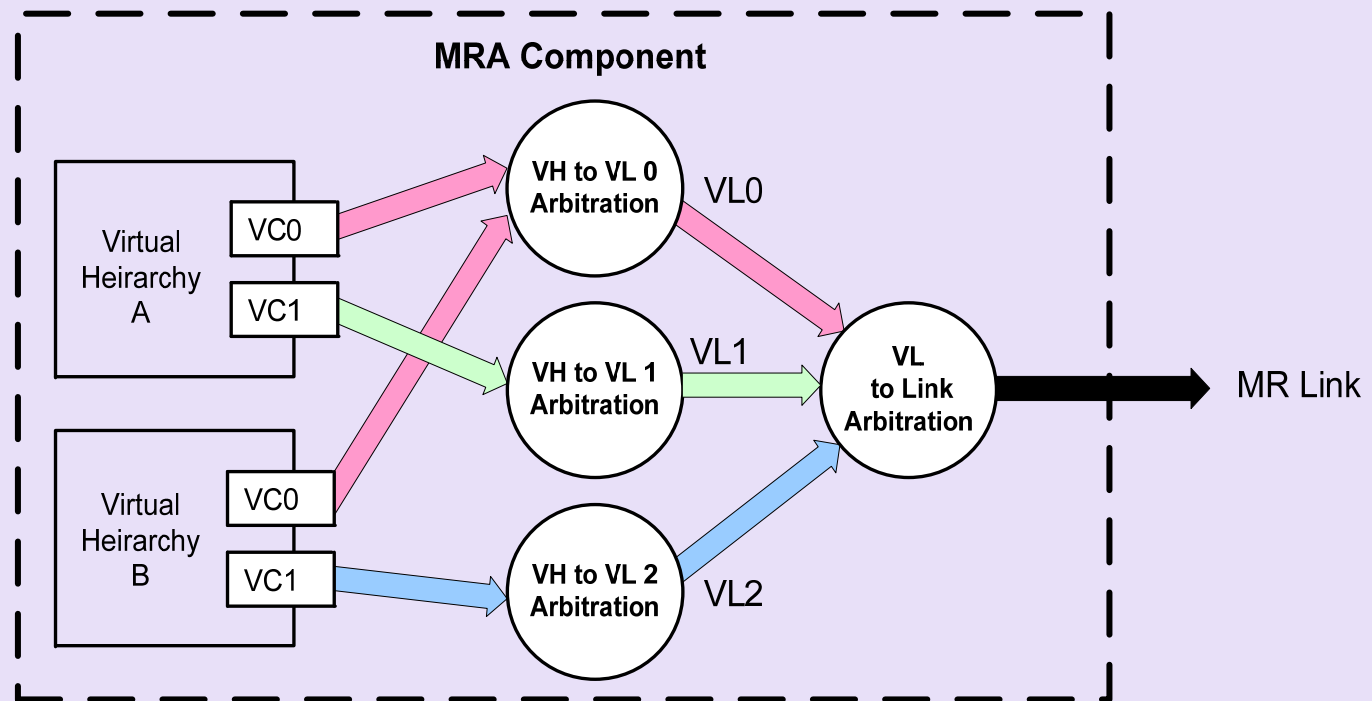 MRA Component
Virtual
Heirarchy
A
VC0
VC1
Virtual
Heirarchy
B
VC0
VC1
VH to VL 0
Arbitration
VL0
VH to VL 1
Arbitration
VL1
VH to VL 2
Arbitration
VL2
VL
to Link
Arbitration
MR Link